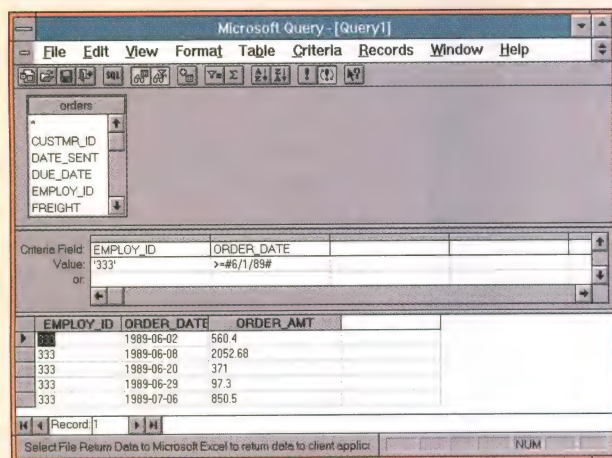 Microsoft Query - [Query1]
File Edit View Format Table Criteria Records Window Help
SQL
orders
*
CUSTMR_ID
DATE_SENT
DUE_DATE
EMPLOY_ID
FREIGHT
Criteria Field: EMPLOY_ID ORDER_DATE
Value: '333' >=#6/1/89#
or:
EMPLOY_ID ORDER_DATE ORDER_AMT
333 1989-06-02 560.4
333 1989-06-08 2052.68
333 1989-06-20 371
333 1989-06-29 97.3
333 1989-07-06 850.5
Record: 1
Select File Return Data to Microsoft Excel to return data to client applic
NUM